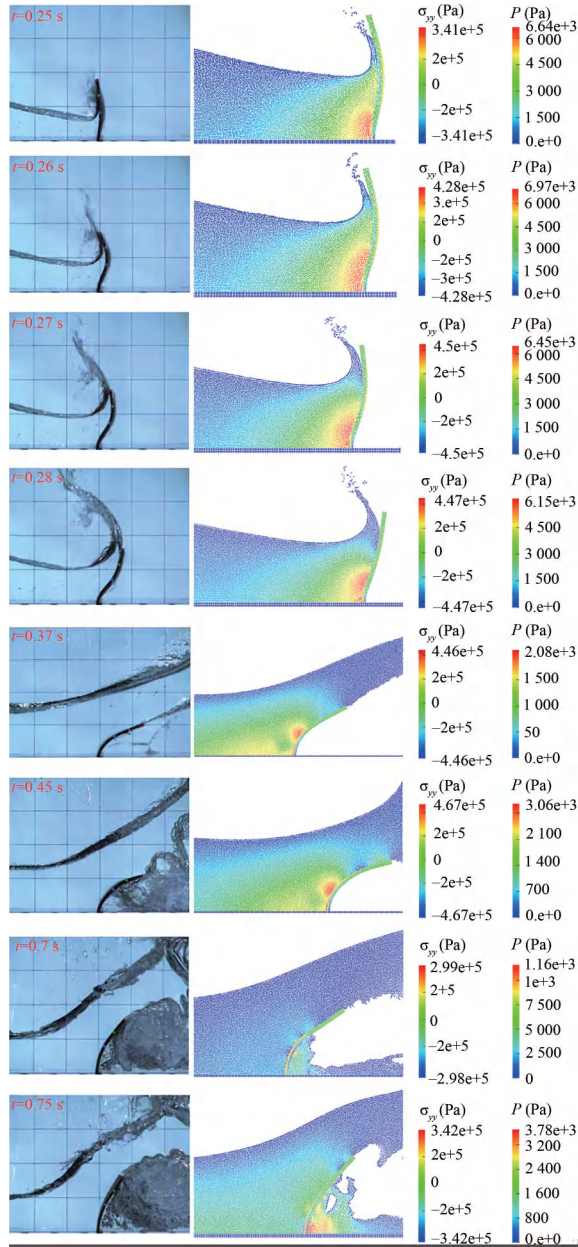 t=0.25 s
σyy (Pa)
3.41e+5
2e+5
0
−2e+5
−3.41e+5
P (Pa)
6.64e+3
6 000
4 500
3 000
1 500
0.e+0
t=0.26 s
σyy (Pa)
4.28e+5
3.e+5
2e+5
0
−2e+5
−3e+5
−4.28e+5
P (Pa)
6.97e+3
6 000
4 500
3 000
1 500
0.e+0
t=0.27 s
σyy (Pa)
4.5e+5
2e+5
0
−2e+5
−4.5e+5
P (Pa)
6.45e+3
6 000
4 500
3 000
1 500
0.e+0
t=0.28 s
σyy (Pa)
4.47e+5
2e+5
0
−2e+5
−4.47e+5
P (Pa)
6.15e+3
4 500
3 000
1 500
0.e+0
t=0.37 s
σyy (Pa)
4.46e+5
2e+5
0
−2e+5
−4.46e+5
P (Pa)
2.08e+3
1 500
1 000
50
0.e+0
t=0.45 s
σyy (Pa)
4.67e+5
2e+5
0
−2e+5
−4.67e+5
P (Pa)
3.06e+3
2 100
1 400
700
0.e+0
t=0.7 s
σyy (Pa)
2.99e+5
2e+5
0
−2e+5
−2.98e+5
P (Pa)
1.16e+3
1e+3
7 500
5 000
2 500
0
t=0.75 s
σyy (Pa)
3.42e+5
2e+5
0
−2e+5
−3.42e+5
P (Pa)
3.78e+3
3 200
2 400
1 600
800
0.e+0